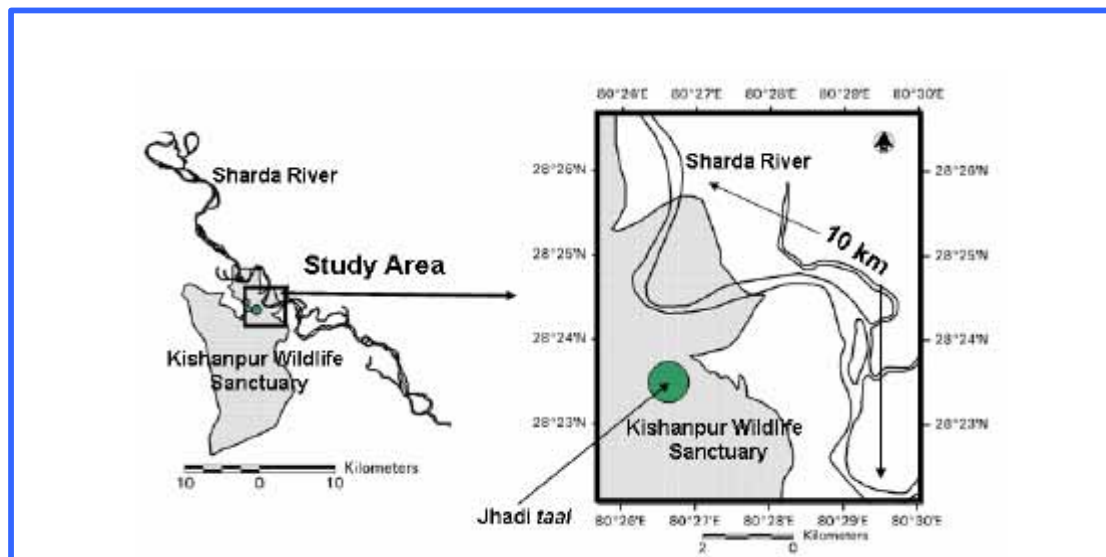 Sharda River
Study Area
Kishanpur Wildlife
Sanctuary
Kilometers
10 0 10
80°26'E 80°27'E 80°28'E 80°29'E 80°30'E
Sharda River
28°26'N 28°26'N
10 km
28°25'N 28°25'N
28°24'N 28°24'N
28°23'N 28°23'N
Kishanpur Wildlife
Sanctuary
Jhadi taal
80°26'E 80°27'E 80°28'E 80°29'E 80°30'E
Kilometers
2 0